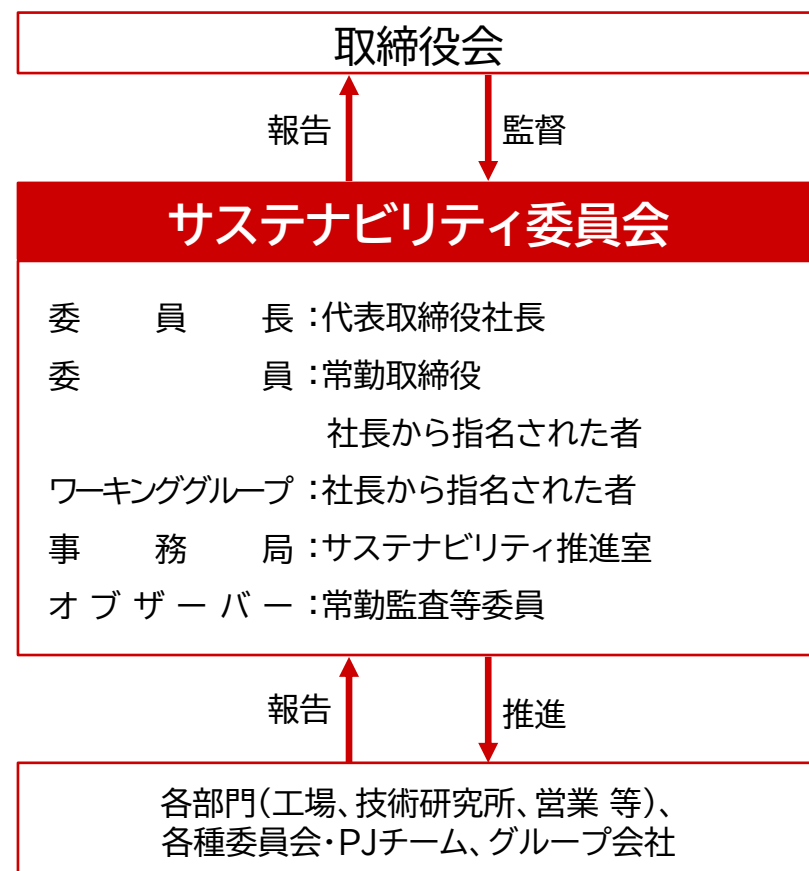 取締役会
報告
監督
サステナビリティ委員会
委員長:代表取締役社長
委員:常勤取締役
社長から指名された者
ワーキンググループ:社長から指名された者
事務局:サステナビリティ推進室
オブザーバー:常勤監査等委員
報告
推進
各部門(工場、技術研究所、営業 等)、
各種委員会・PJチーム、グループ会社